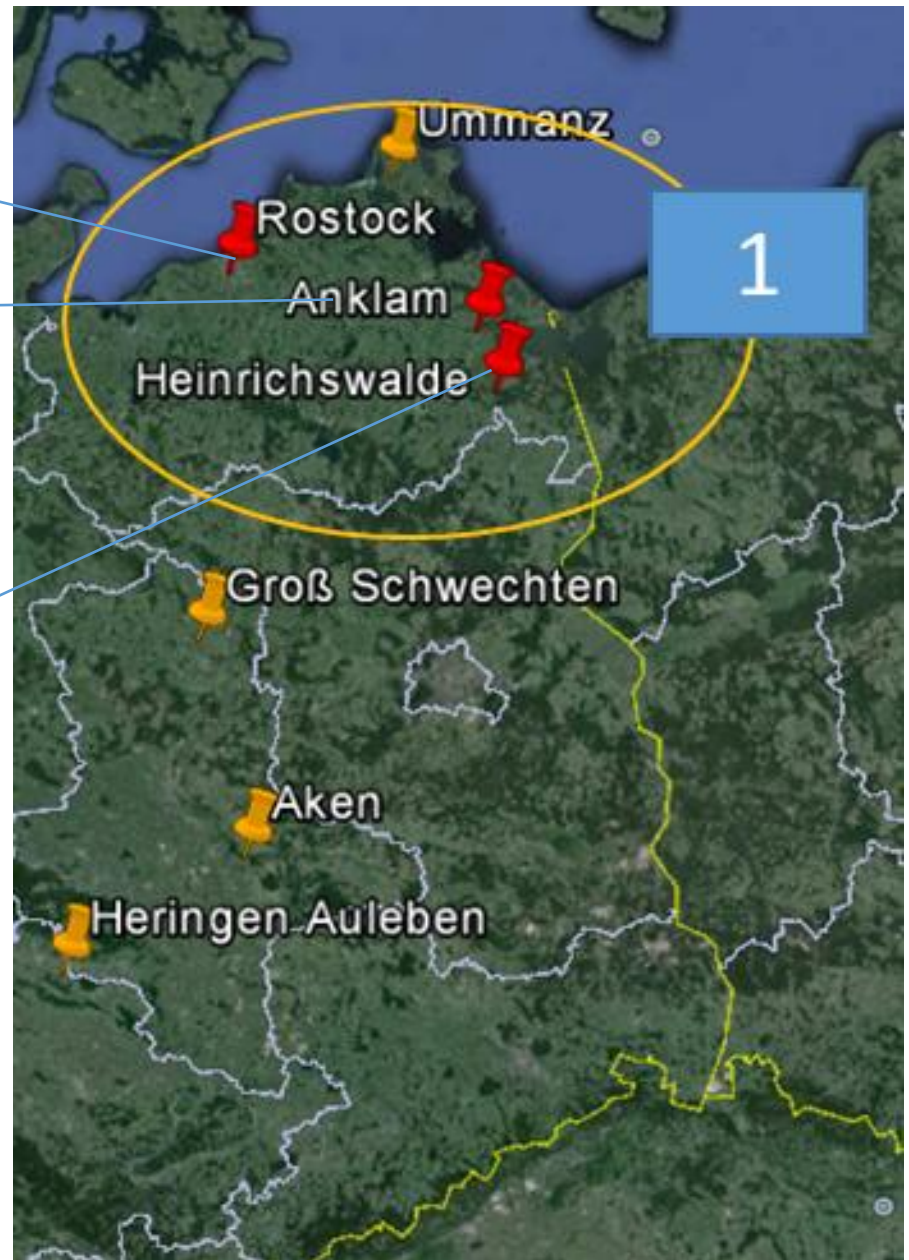 Ummanz
Rostock
1
Anklam
Heinrichswalde
Groß Schwechten
Aken
Heringen Auleben